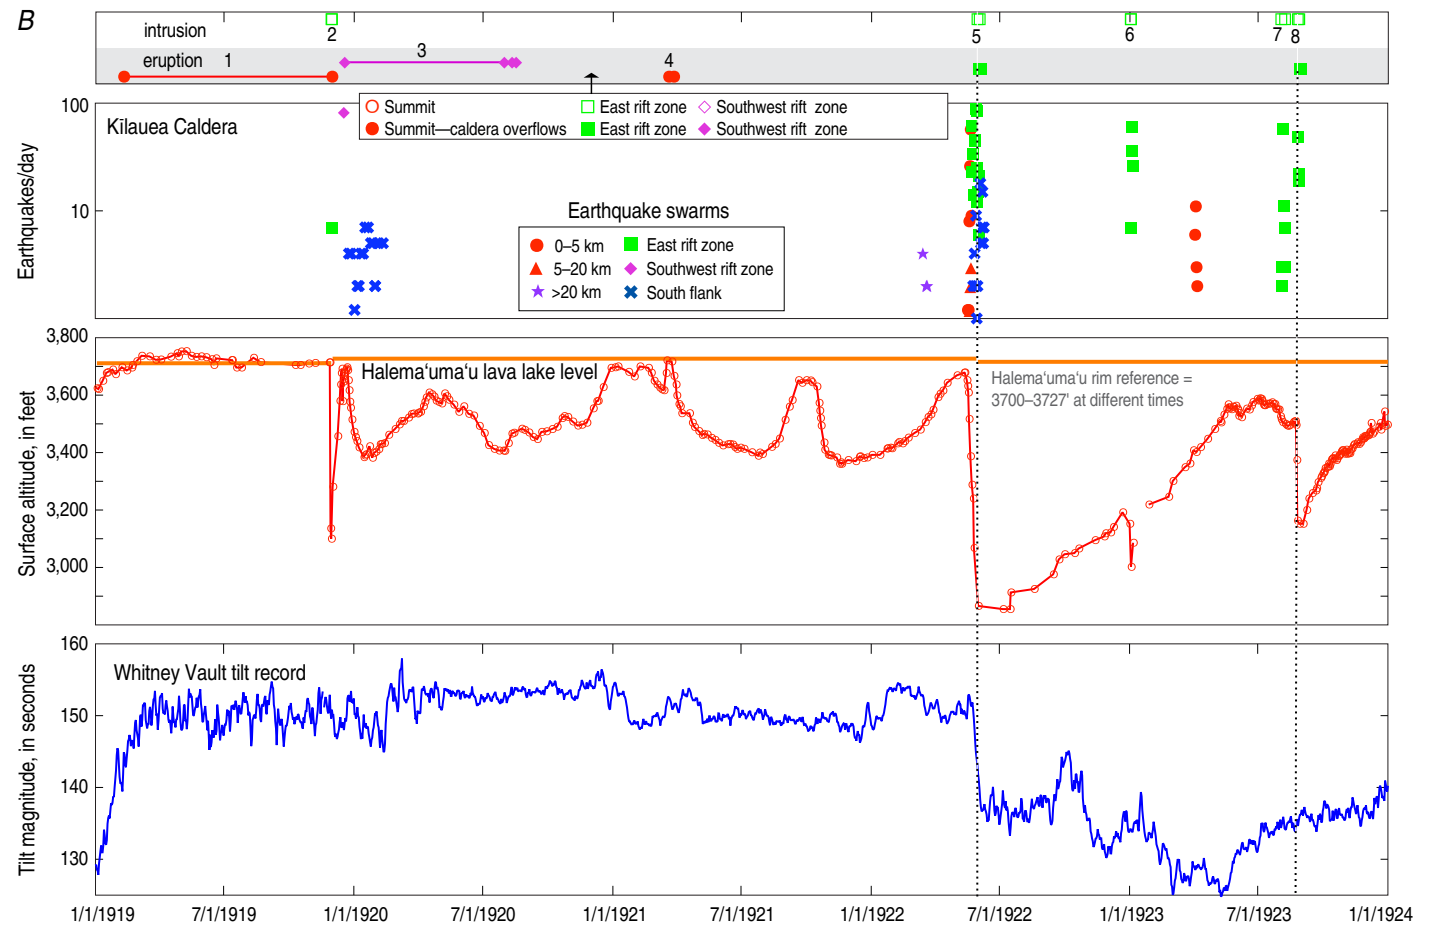 B
intrusion
2 5 6 7 8
eruption 1 3 4
100
Kīlauea Caldera
Summit East rift zone Southwest rift zone
Summit—caldera overflows East rift zone Southwest rift zone
Earthquakes/day
10
Earthquake swarms
0–5 km East rift zone
5–20 km Southwest rift zone
>20 km South flank
3,800
Halemaʻumaʻu lava lake level
Halemaʻumaʻu rim reference =
3700–3727' at different times
3,600
3,400
3,200
3,000
Surface altitude, in feet
160
Whitney Vault tilt record
150
140
130
Tilt magnitude, in seconds
1/1/1919 7/1/1919 1/1/1920 7/1/1920 1/1/1921 7/1/1921 1/1/1922 7/1/1922 1/1/1923 7/1/1923 1/1/1924